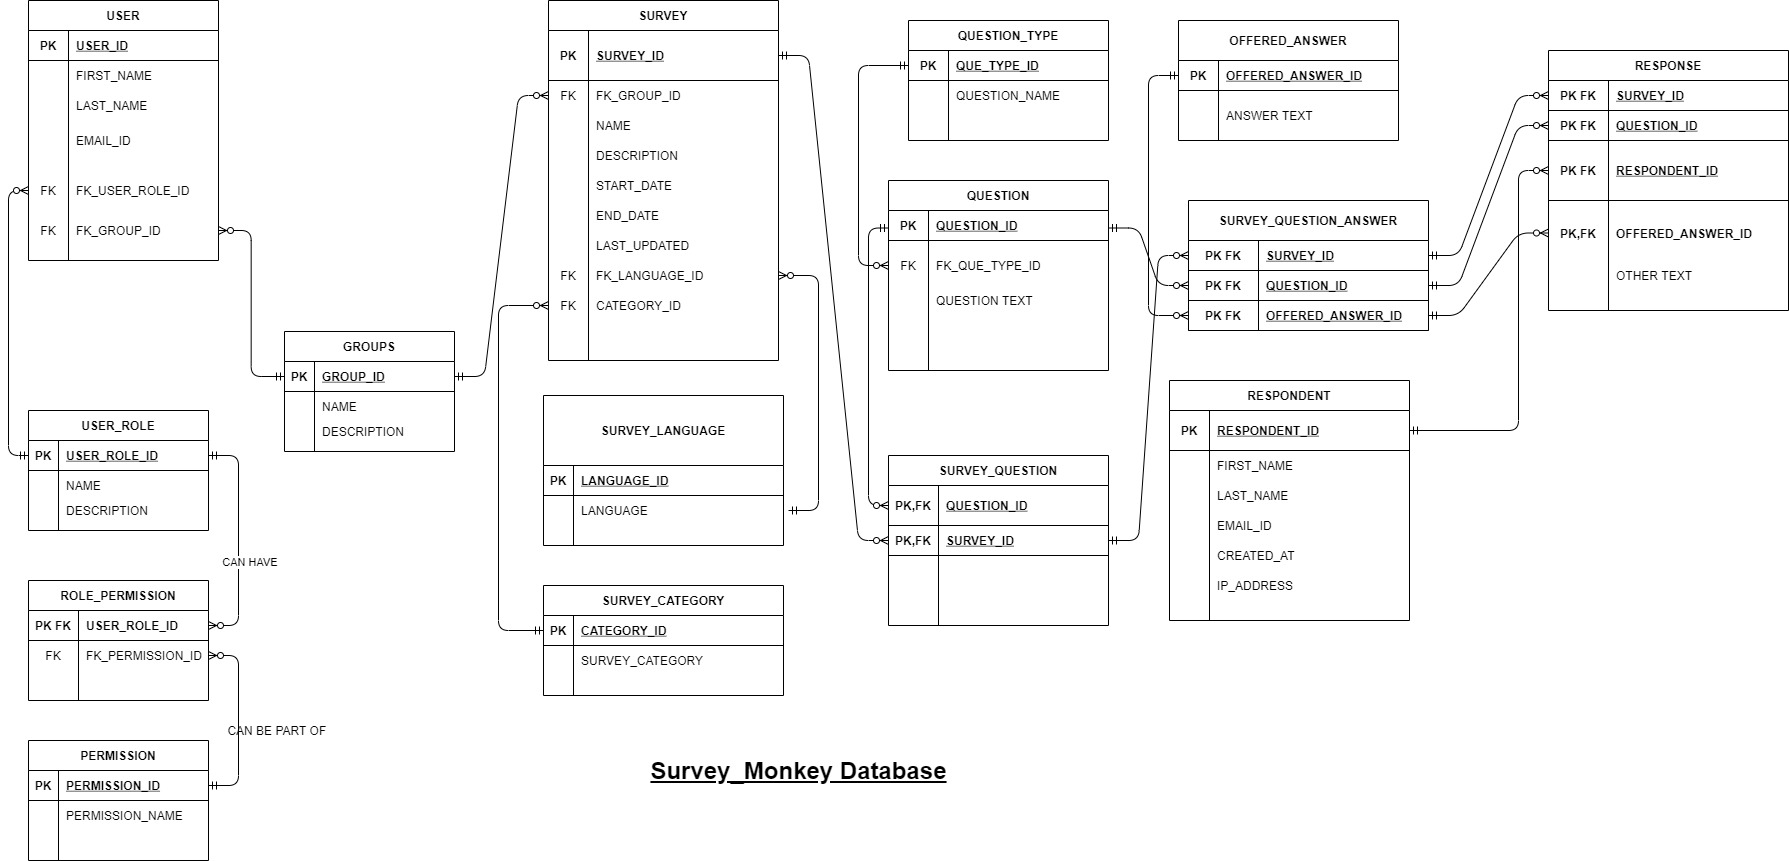 USER
PK USER_ID
FIRST_NAME
LAST_NAME
EMAIL_ID
FK FK_USER_ROLE_ID
FK FK_GROUP_ID
USER_ROLE
PK USER_ROLE_ID
NAME
DESCRIPTION
CAN HAVE
ROLE_PERMISSION
PK FK USER_ROLE_ID
FK FK_PERMISSION_ID
CAN BE PART OF
PERMISSION
PK PERMISSION_ID
PERMISSION_NAME
GROUPS
PK GROUP_ID
NAME
DESCRIPTION
SURVEY
PK SURVEY_ID
FK FK_GROUP_ID
NAME
DESCRIPTION
START_DATE
END_DATE
LAST_UPDATED
FK FK_LANGUAGE_ID
FK CATEGORY_ID
SURVEY_LANGUAGE
PK LANGUAGE_ID
LANGUAGE
SURVEY_CATEGORY
PK CATEGORY_ID
SURVEY_CATEGORY
QUESTION_TYPE
PK QUE_TYPE_ID
QUESTION_NAME
QUESTION
PK QUESTION_ID
FK FK_QUE_TYPE_ID
QUESTION TEXT
SURVEY_QUESTION
PK,FK QUESTION_ID
PK,FK SURVEY_ID
OFFERED_ANSWER
PK OFFERED_ANSWER_ID
ANSWER TEXT
SURVEY_QUESTION_ANSWER
PK FK SURVEY_ID
PK FK QUESTION_ID
PK FK OFFERED_ANSWER_ID
RESPONDENT
PK RESPONDENT_ID
FIRST_NAME
LAST_NAME
EMAIL_ID
CREATED_AT
IP_ADDRESS
RESPONSE
PK FK SURVEY_ID
PK FK QUESTION_ID
PK FK RESPONDENT_ID
PK,FK OFFERED_ANSWER_ID
OTHER TEXT
Survey_Monkey Database